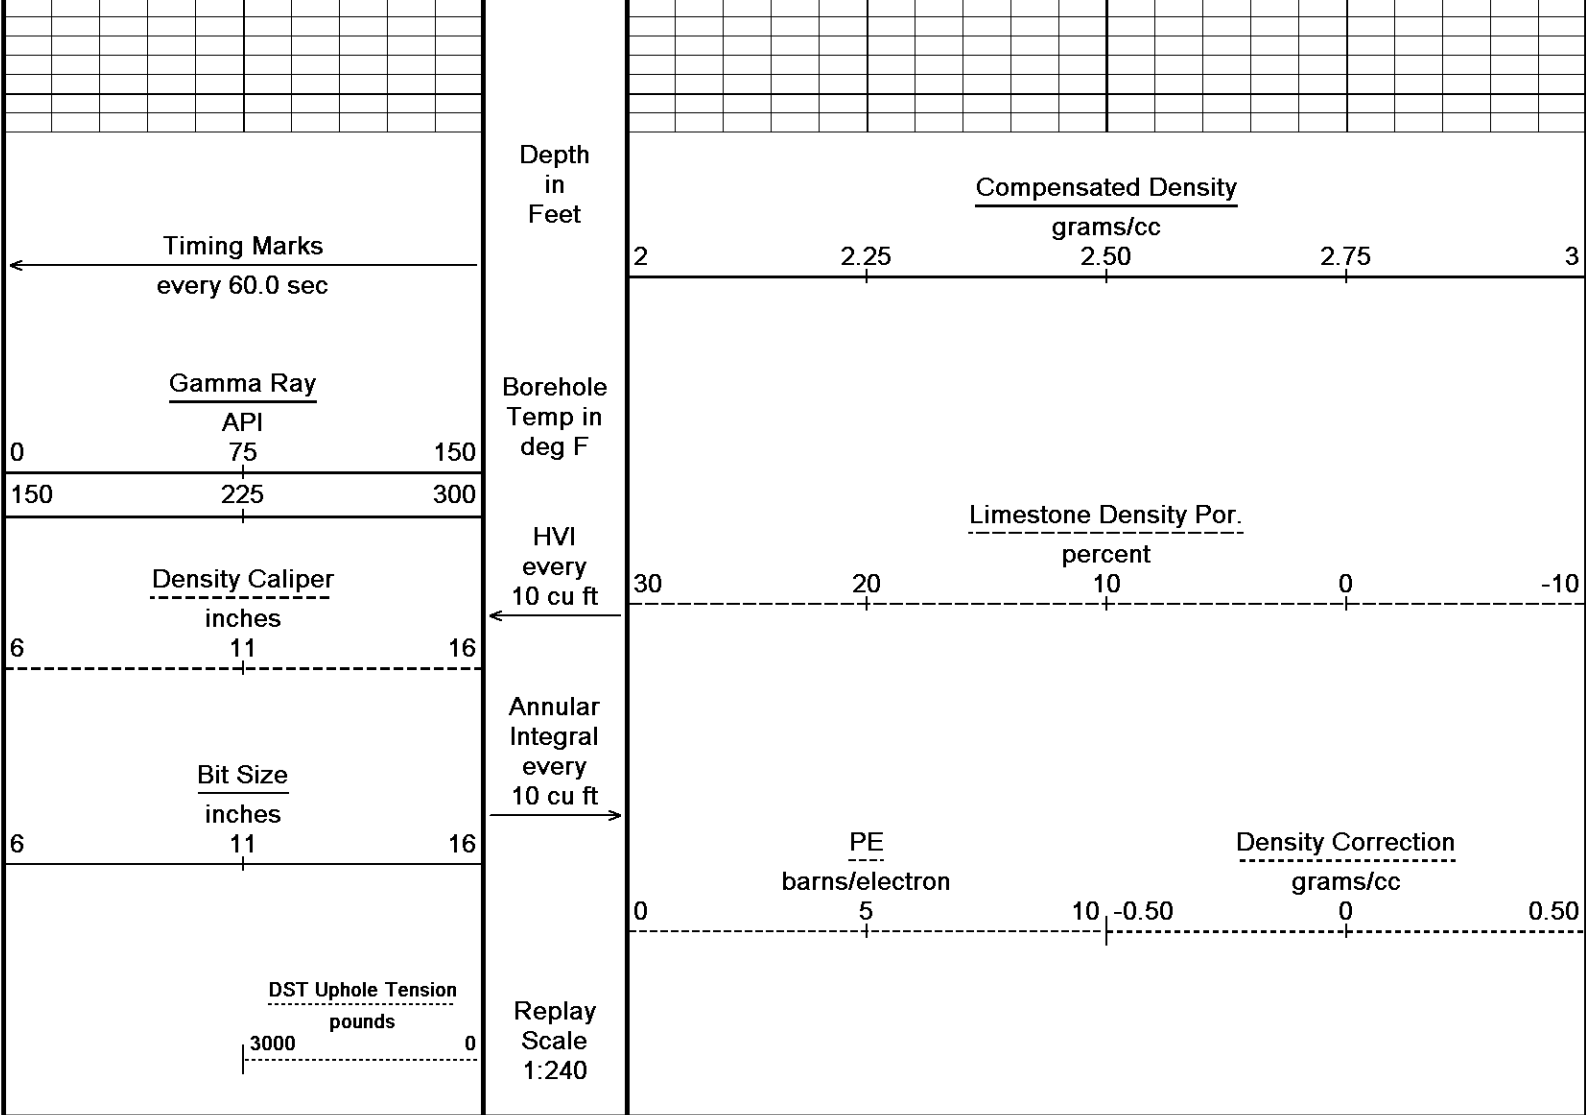 Timing Marks
every 60.0 sec
Gamma Ray
API
0 75 150
150 225 300
Density Caliper
inches
6 11 16
Bit Size
inches
6 11 16
DST Uphole Tension
pounds
3000 0
Depth
in
Feet
Borehole
Temp in
deg F
HVI
every
10 cu ft
Annular
Integral
every
10 cu ft
Replay
Scale
1:240
Compensated Density
grams/cc
2 2.25 2.50 2.75 3
Limestone Density Por.
percent
30 20 10 0 -10
PE
barns/electron
0 5 10
Density Correction
grams/cc
-0.50 0 0.50